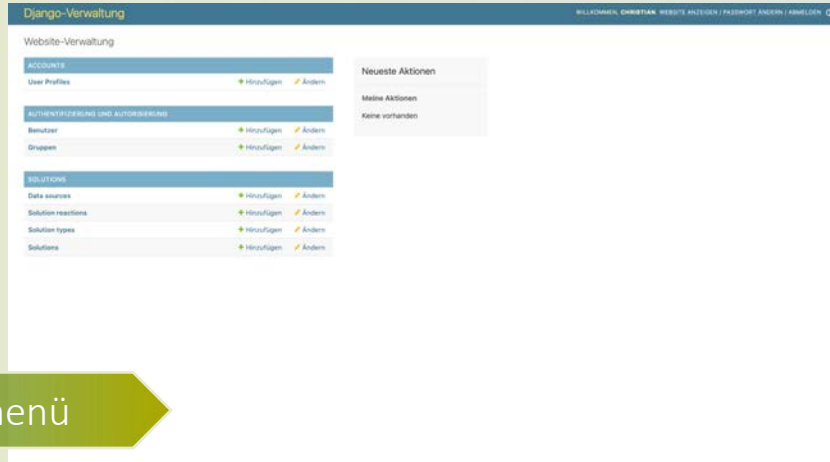 Django-Verwaltung
WILLKOMMEN, CHRISTIAN. WEBSITE ANZEIGEN / PASSWORT ÄNDERN / ABMELDEN
Website-Verwaltung
ACCOUNTS
User Profiles Hinzufügen Ändern
AUTHENTIFIZIERUNG UND AUTORISIERUNG
Benutzer Hinzufügen Ändern
Gruppen Hinzufügen Ändern
SOLUTIONS
Data sources Hinzufügen Ändern
Solution reactions Hinzufügen Ändern
Solution types Hinzufügen Ändern
Solutions Hinzufügen Ändern
Neueste Aktionen
Meine Aktionen
Keine vorhanden
enü